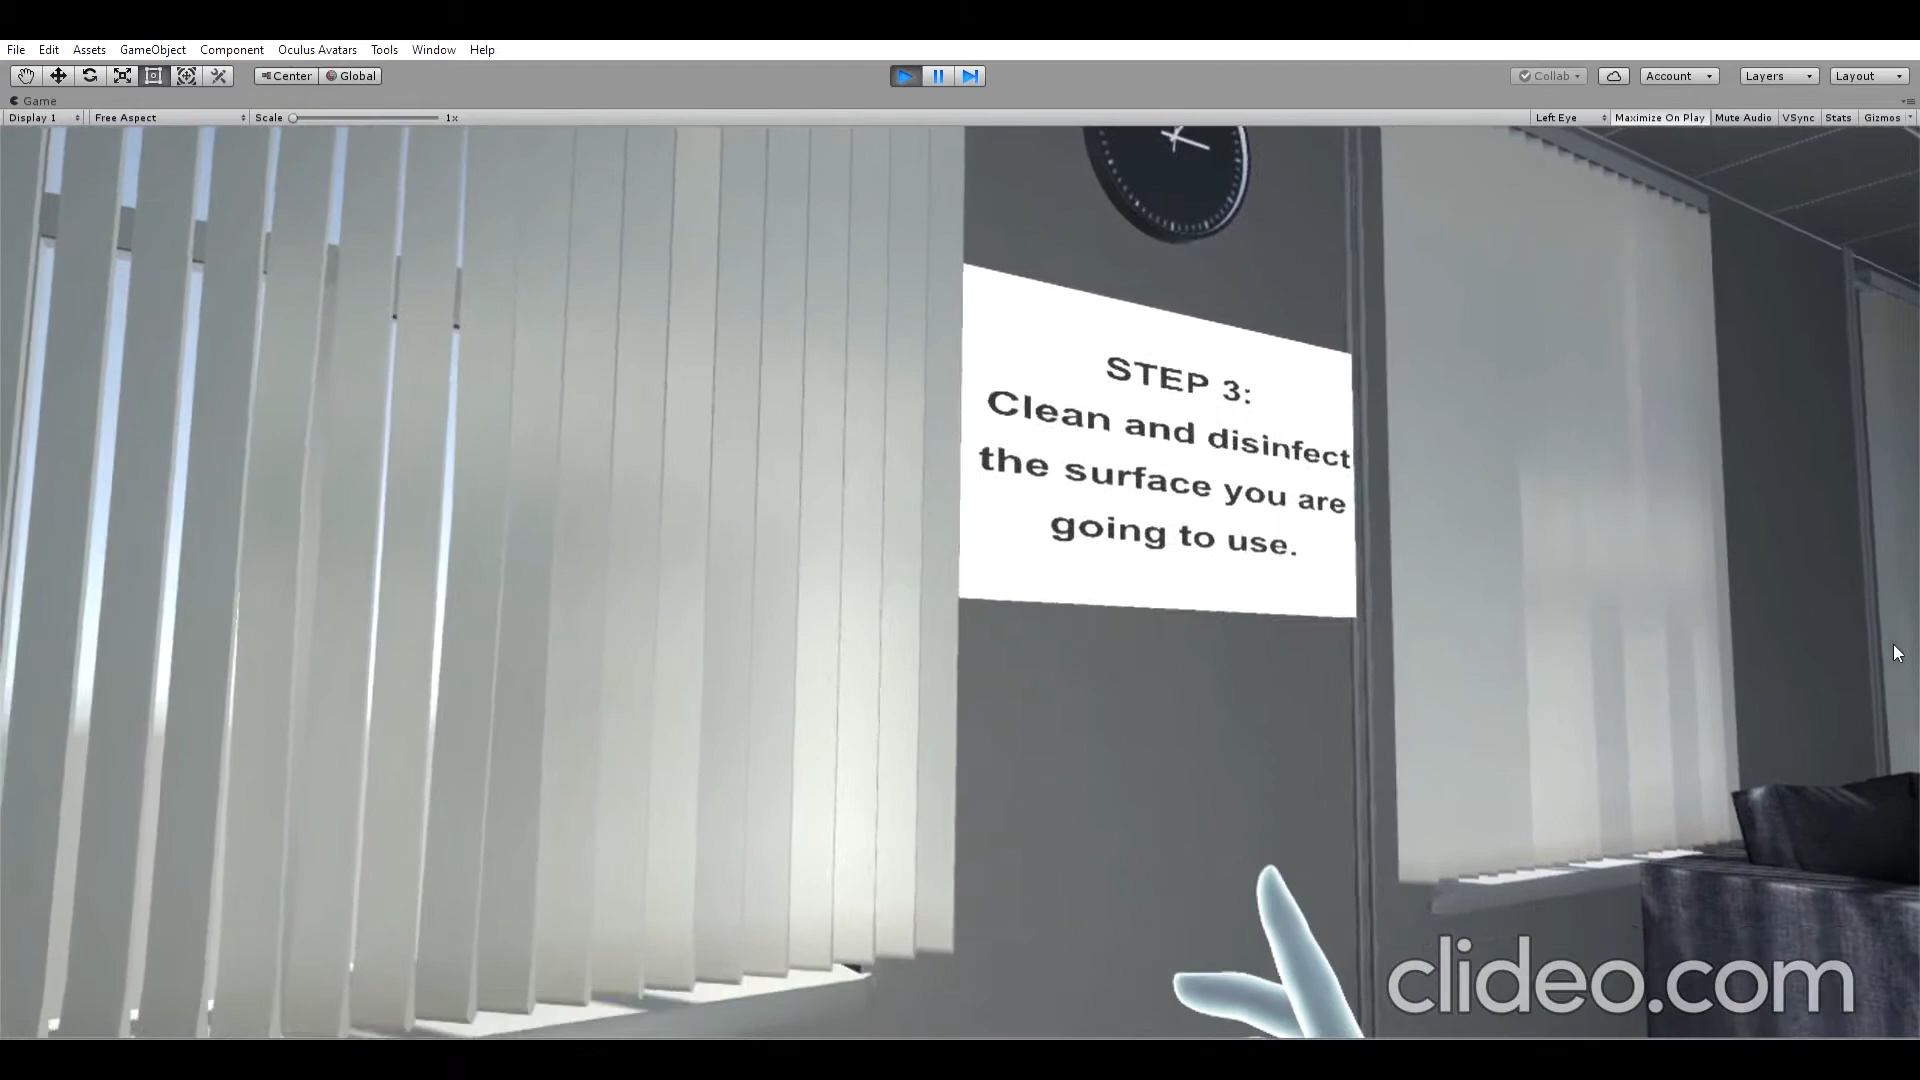 File Edit Assets GameObject Component Oculus Avatars Tools Window Help
Center Global Collab Account Layers Layout
Game
Display 1 Free Aspect Scale 1x Left Eye Maximize On Play Mute Audio VSync Stats Gizmos
STEP 3:
Clean and disinfect
the surface you are
going to use.
clideo.com